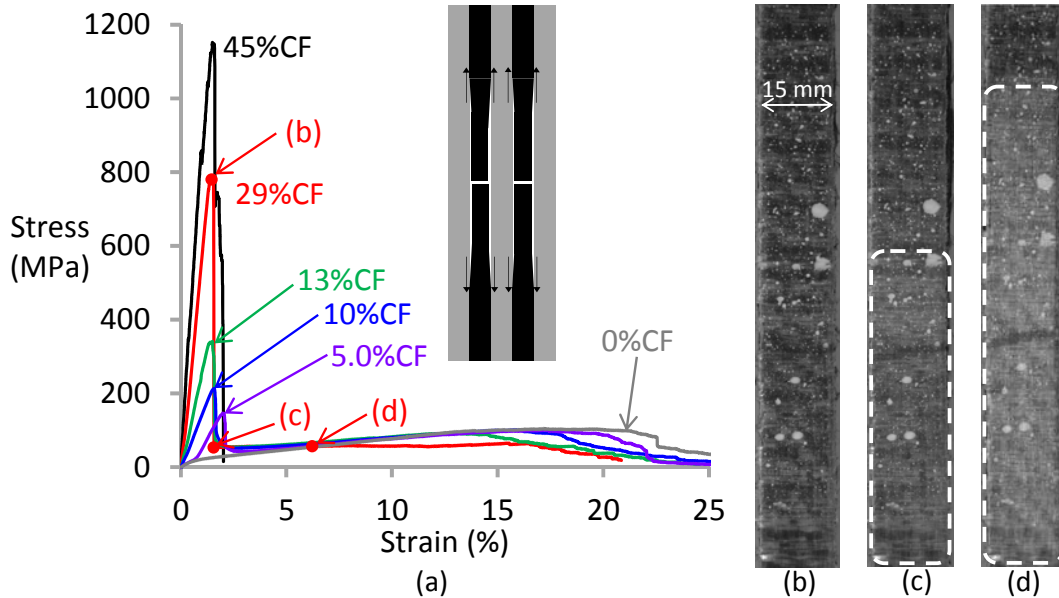 1200
1000
800
600
400
200
0
Stress
(MPa)
45%CF
(b)
29%CF
13%CF
10%CF
5.0%CF
0%CF
(c)
(d)
0
5
10
15
20
25
Strain (%)
(a)
15 mm
(b)
(c)
(d)